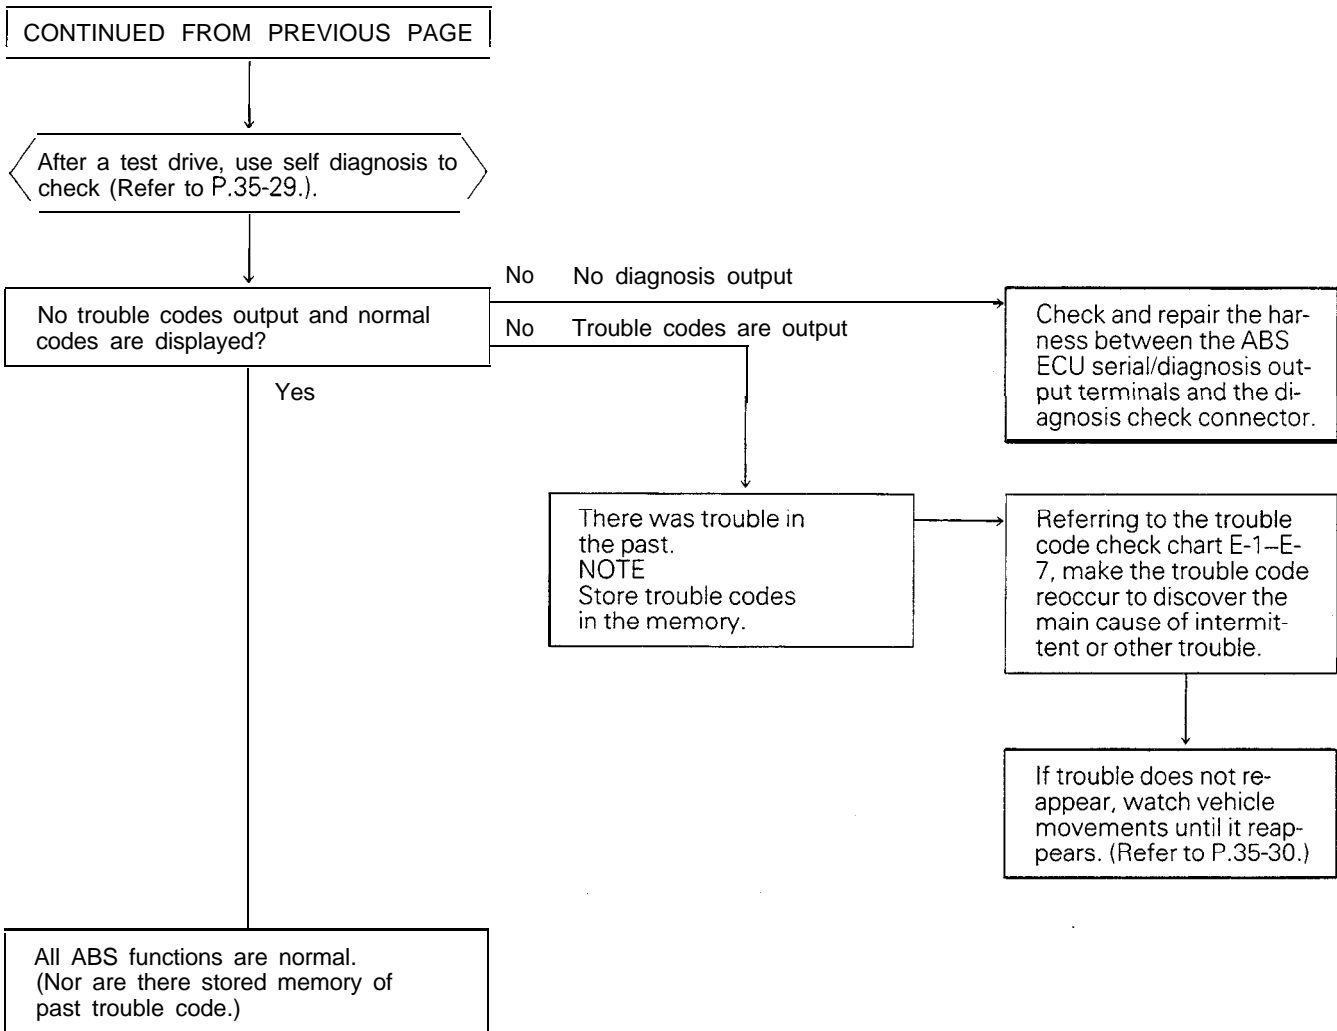 CONTINUED FROM PREVIOUS PAGE
After a test drive, use self diagnosis to
check (Refer to P.35-29.).
No trouble codes output and normal
codes are displayed?
No No diagnosis output
No Trouble codes are output
Yes
Check and repair the har-
ness between the ABS
ECU serial/diagnosis out-
put terminals and the di-
agnosis check connector.
There was trouble in
the past.
NOTE
Store trouble codes
in the memory.
Referring to the trouble
code check chart E-1–E-
7, make the trouble code
reoccur to discover the
main cause of intermit-
tent or other trouble.
If trouble does not re-
appear, watch vehicle
movements until it reap-
pears. (Refer to P.35-30.)
All ABS functions are normal.
(Nor are there stored memory of
past trouble code.)